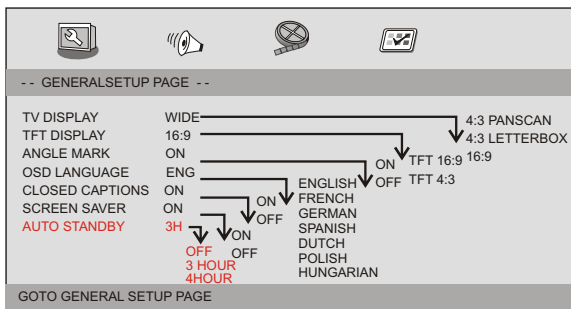 - - GENERALSETUP PAGE - -
TV DISPLAY WIDE
TFT DISPLAY 16:9
ANGLE MARK ON
OSD LANGUAGE ENG
CLOSED CAPTIONS ON
SCREEN SAVER ON
AUTO STANDBY 3H
4:3 PANSCAN
4:3 LETTERBOX
16:9
TFT 16:9
TFT 4:3
ON
OFF
ENGLISH
FRENCH
GERMAN
SPANISH
DUTCH
POLISH
HUNGARIAN
ON
OFF
ON
OFF
OFF
3 HOUR
4HOUR
GOTO GENERAL SETUP PAGE